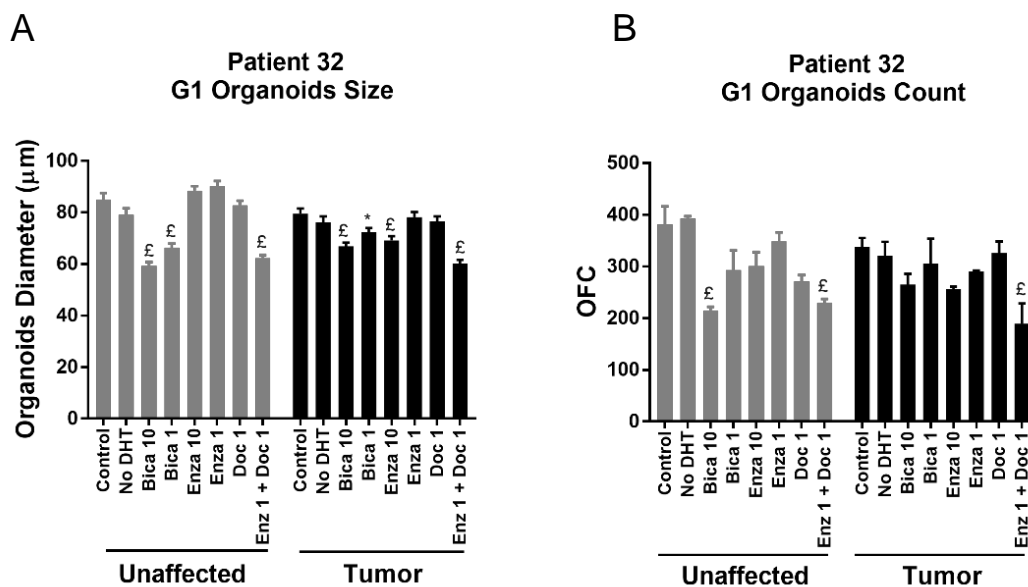 A
Patient 32
G1 Organoids Size
Organoids Diameter (μm)
100
80
60
40
20
0
£
£
£
£
*
£
£
Control
No DHT
Bica 10
Bica 1
Enza 10
Enza 1
Doc 1
Enz 1 + Doc 1
Control
No DHT
Bica 10
Bica 1
Enza 10
Enza 1
Doc 1
Enz 1 + Doc 1
Unaffected
Tumor
B
Patient 32
G1 Organoids Count
OFC
500
400
300
200
100
0
£
£
£
Control
No DHT
Bica 10
Bica 1
Enza 10
Enza 1
Doc 1
Enz 1 + Doc 1
Control
No DHT
Bica 10
Bica 1
Enza 10
Enza 1
Doc 1
Enz 1 + Doc 1
Unaffected
Tumor